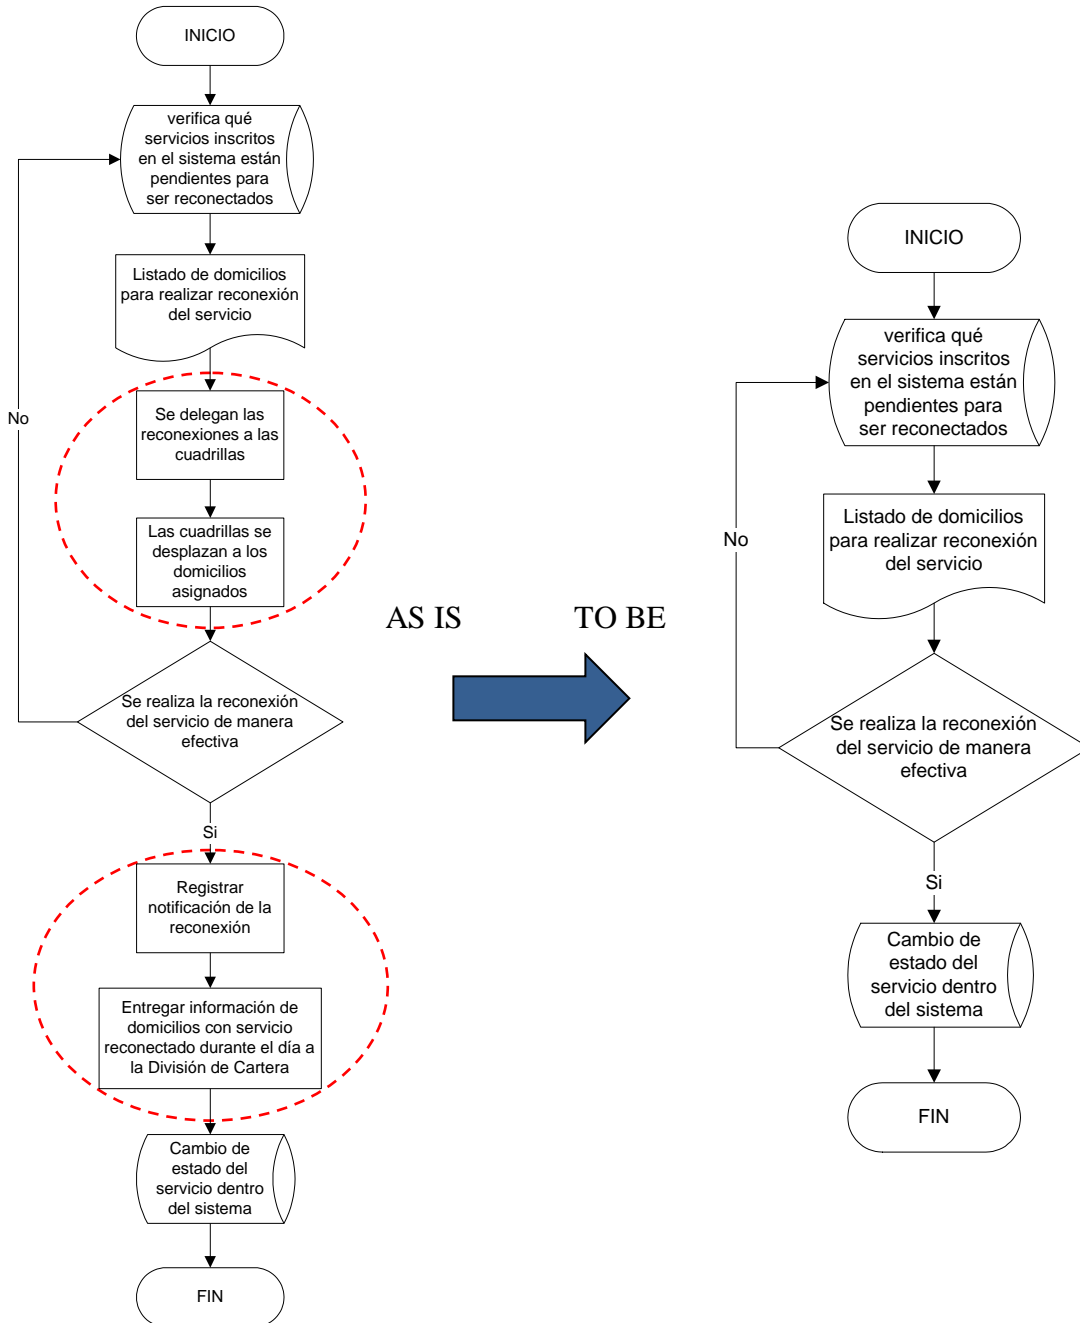 INICIO
verifica qué
servicios inscritos
en el sistema están
pendientes para
ser reconectados
Listado de domicilios
para realizar reconexión
del servicio
Se delegan las
reconexiones a las
cuadrillas
No
Las cuadrillas se
desplazan a los
domicilios
asignados
Se realiza la reconexión
del servicio de manera
efectiva
Si
Registrar
notificación de la
reconexión
Entregar información de
domicilios con servicio
reconectado durante el día a
la División de Cartera
Cambio de
estado del
servicio dentro
del sistema
FIN
AS IS
TO BE
INICIO
verifica qué
servicios inscritos
en el sistema están
pendientes para
ser reconectados
Listado de domicilios
para realizar reconexión
del servicio
No
Se realiza la reconexión
del servicio de manera
efectiva
Si
Cambio de
estado del
servicio dentro
del sistema
FIN